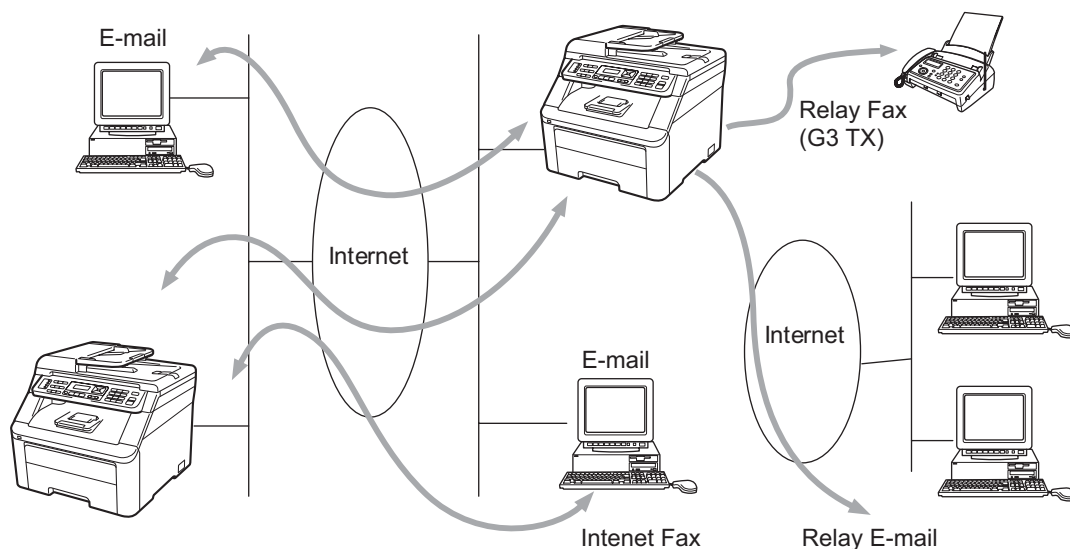 E-mail
Relay Fax
(G3 TX)
Internet
Internet
E-mail
Intenet Fax
Relay E-mail